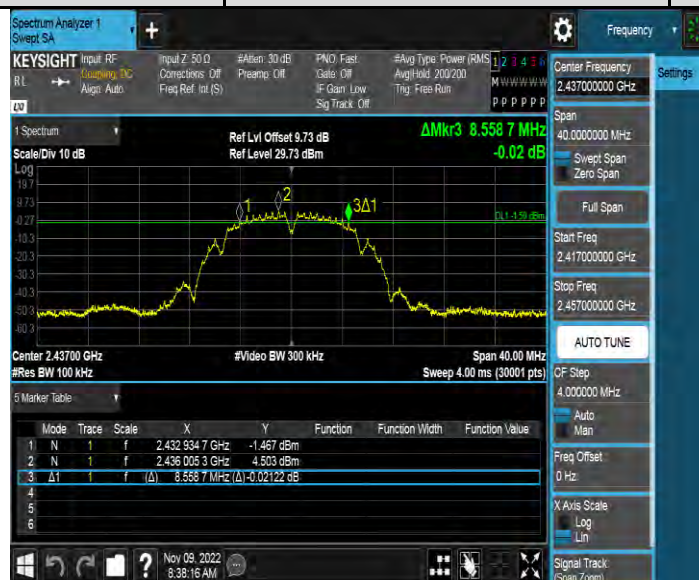 Spectrum Analyzer 1
Swept SA
+
Frequency
KEYSIGHT
RL
Input: RF
Coupling: DC
Align: Auto
Input Z: 50 Ω
Corrections: Off
Freq Ref: Int (S)
#Atten: 30 dB
Preamp: Off
PNO: Fast
Gate: Off
IF Gain: Low
Sig Track: Off
#Avg Type: Power (RMS
Avg|Hold: 200/200
Trig: Free Run
1 2 3 4 5 6
M W W W W W
P P P P P P
1 Spectrum
Scale/Div 10 dB
Ref Lvl Offset 9.73 dB
Ref Level 29.73 dBm
ΔMkr3 8.558 7 MHz
-0.02 dB
Log
19.7
9.73
-0.27
-10.3
-20.3
-30.3
-40.3
-50.3
-60.3
1
2
3Δ1
DL1 -1.50 dBm
Center 2.43700 GHz
#Video BW 300 kHz
Span 40.00 MHz
#Res BW 100 kHz
Sweep 4.00 ms (30001 pts)
5 Marker Table
Mode Trace Scale X Y Function Function Width Function Value
1 N 1 f 2.432 934 7 GHz -1.467 dBm
2 N 1 f 2.436 005 3 GHz 4.503 dBm
3 Δ1 1 f (Δ) 8.558 7 MHz (Δ) -0.02122 dB
4
5
6
?
Nov 09, 2022
8:38:16 AM
Center Frequency
2.437000000 GHz
Settings
Span
40.0000000 MHz
Swept Span
Zero Span
Full Span
Start Freq
2.417000000 GHz
Stop Freq
2.457000000 GHz
AUTO TUNE
CF Step
4.000000 MHz
Auto
Man
Freq Offset
0 Hz
X Axis Scale
Log
Lin
Signal Track
(Span Zoom)